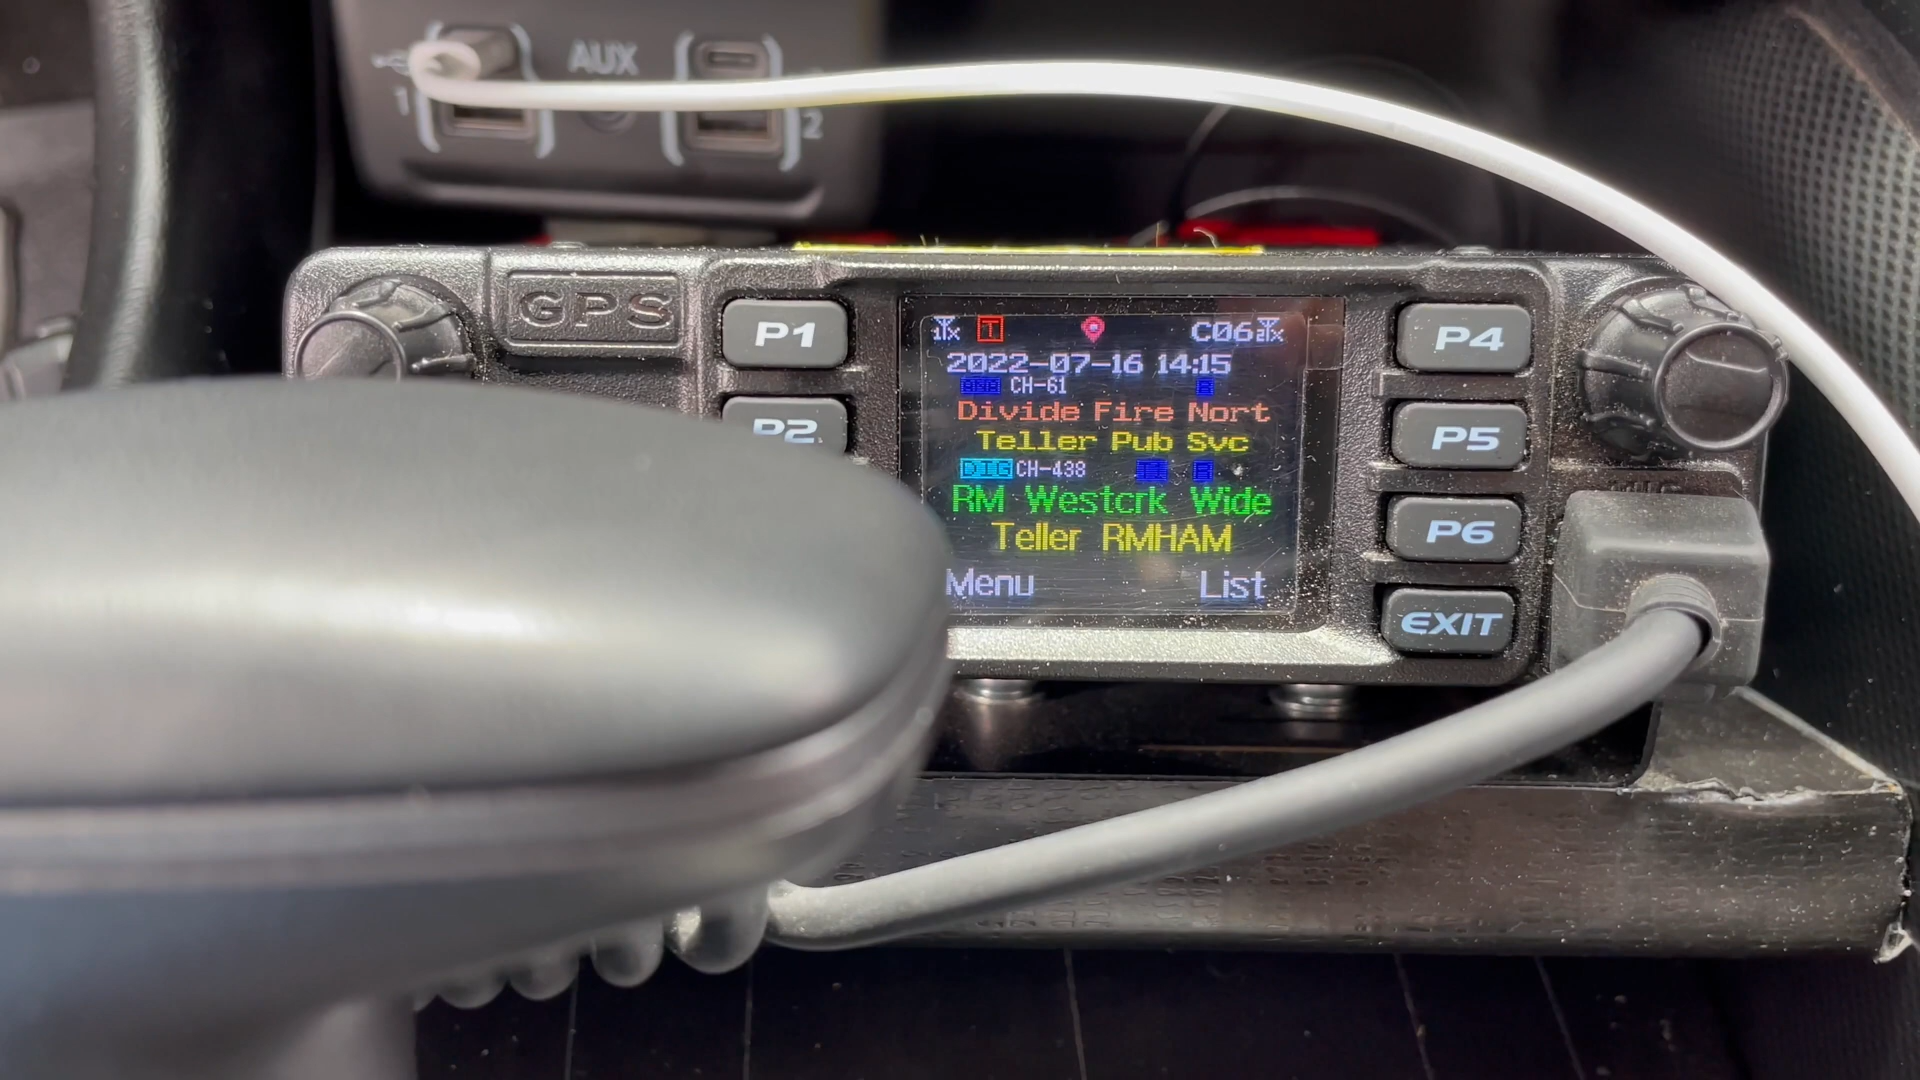 AUX
1
2
GPS
P1
P2
P4
P5
P6
EXIT
T
C06
2022-07-16 14:15
CH-61
Divide Fire Nort
Teller Pub Svc
DIG CH-438
RM Westcrk Wide
Teller RMHAM
Menu List